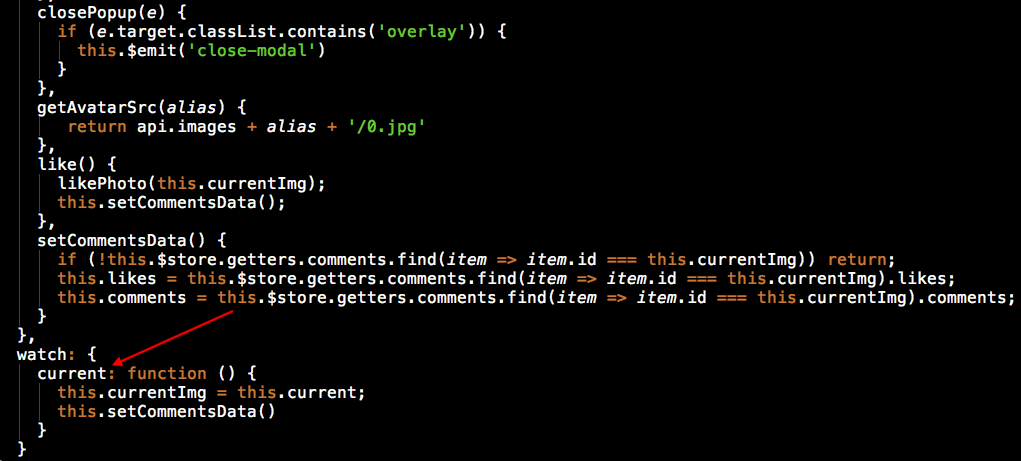 },
closePopup(e) {
if (e.target.classList.contains('overlay')) {
this.$emit('close-modal')
}
},
getAvatarSrc(alias) {
return api.images + alias + '/0.jpg'
},
like() {
likePhoto(this.currentImg);
this.setCommentsData();
},
setCommentsData() {
if (!this.$store.getters.comments.find(item => item.id === this.currentImg)) return;
this.likes = this.$store.getters.comments.find(item => item.id === this.currentImg).likes;
this.comments = this.$store.getters.comments.find(item => item.id === this.currentImg).comments;
}
},
watch: {
current: function () {
this.currentImg = this.current;
this.setCommentsData()
}
}